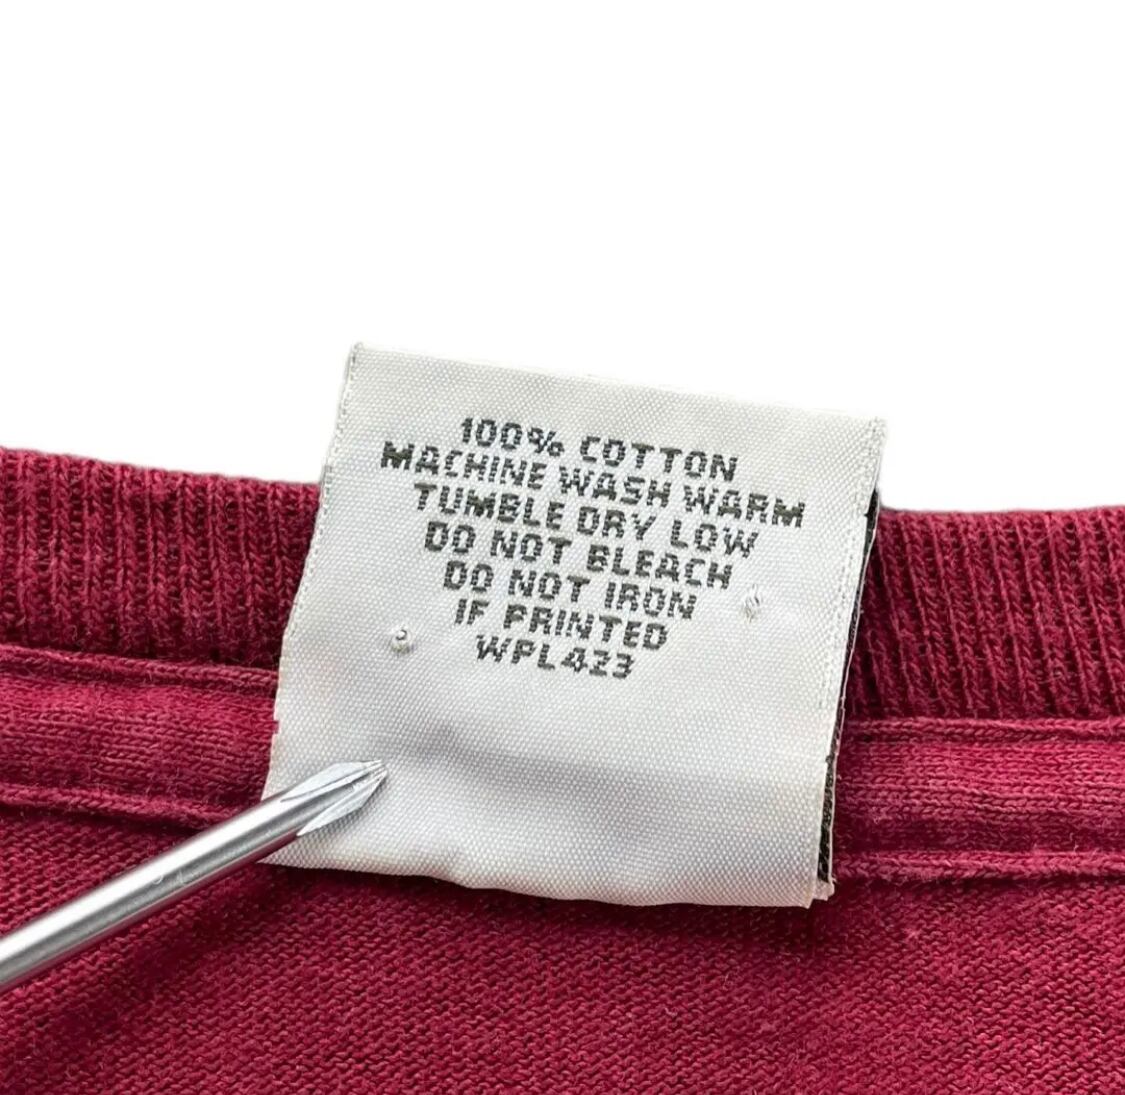 100% COTTON
MACHINE WASH WARM
TUMBLE DRY LOW
DO NOT BLEACH
DO NOT IRON
IF PRINTED
WPL423